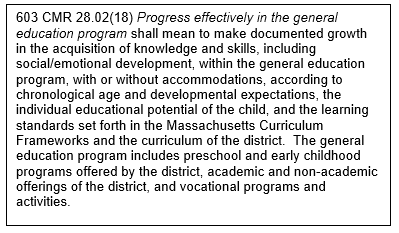 603 CMR 28.02(18) Progress effectively in the general
education program shall mean to make documented growth
in the acquisition of knowledge and skills, including
social/emotional development, within the general education
program, with or without accommodations, according to
chronological age and developmental expectations, the
individual educational potential of the child, and the learning
standards set forth in the Massachusetts Curriculum
Frameworks and the curriculum of the district.  The general
education program includes preschool and early childhood
programs offered by the district, academic and non-academic
offerings of the district, and vocational programs and
activities.